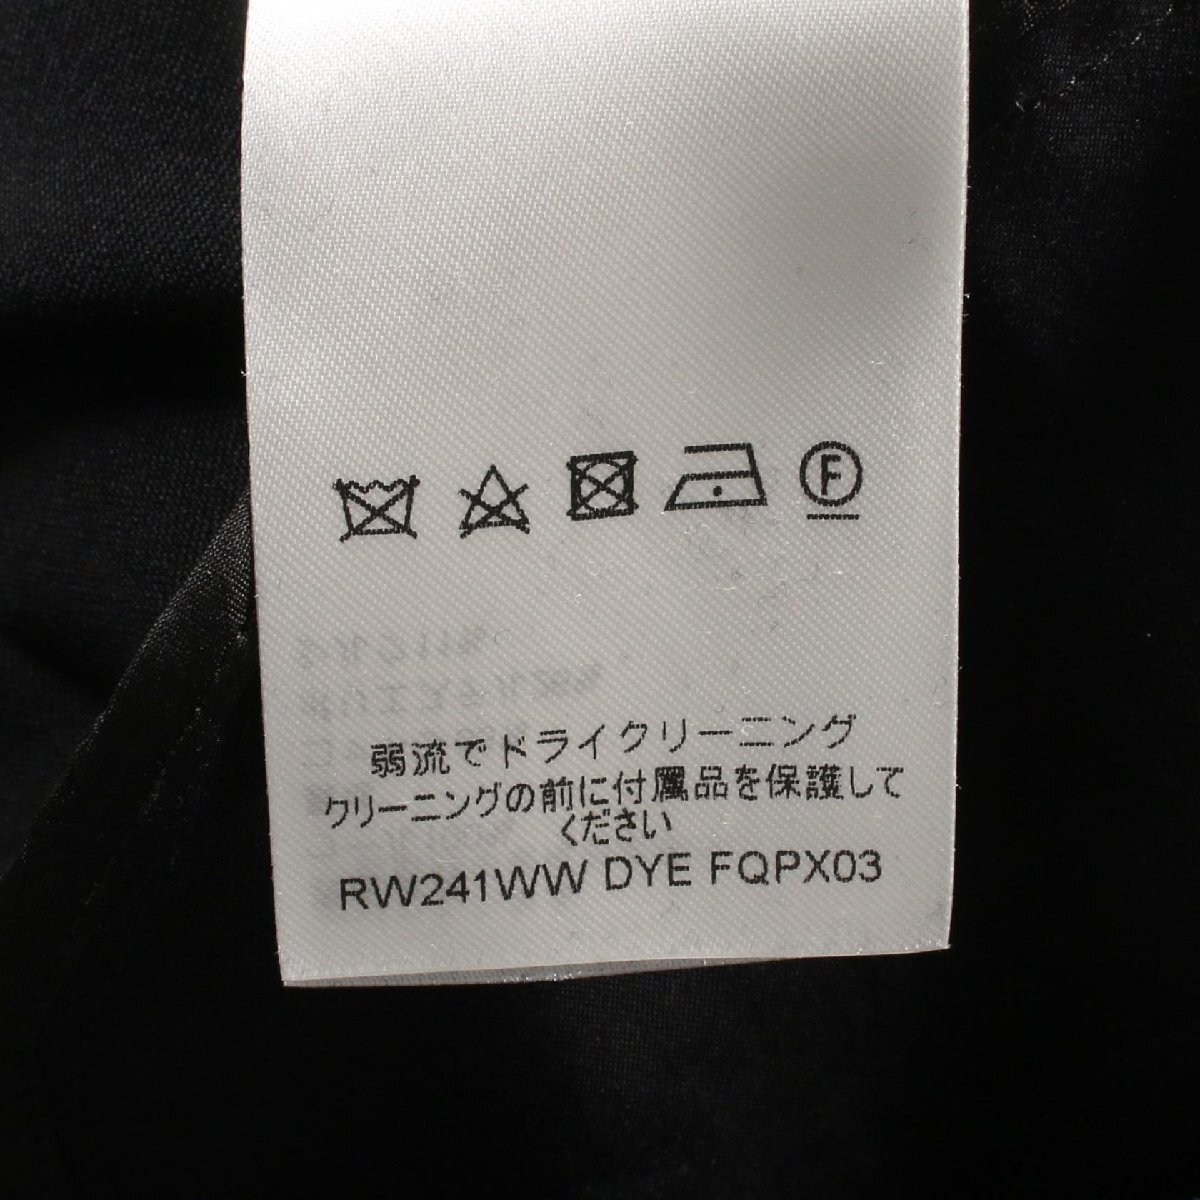 F
弱流でドライクリーニング
クリーニングの前に付属品を保護して
ください
RW241WW DYE FQPX03